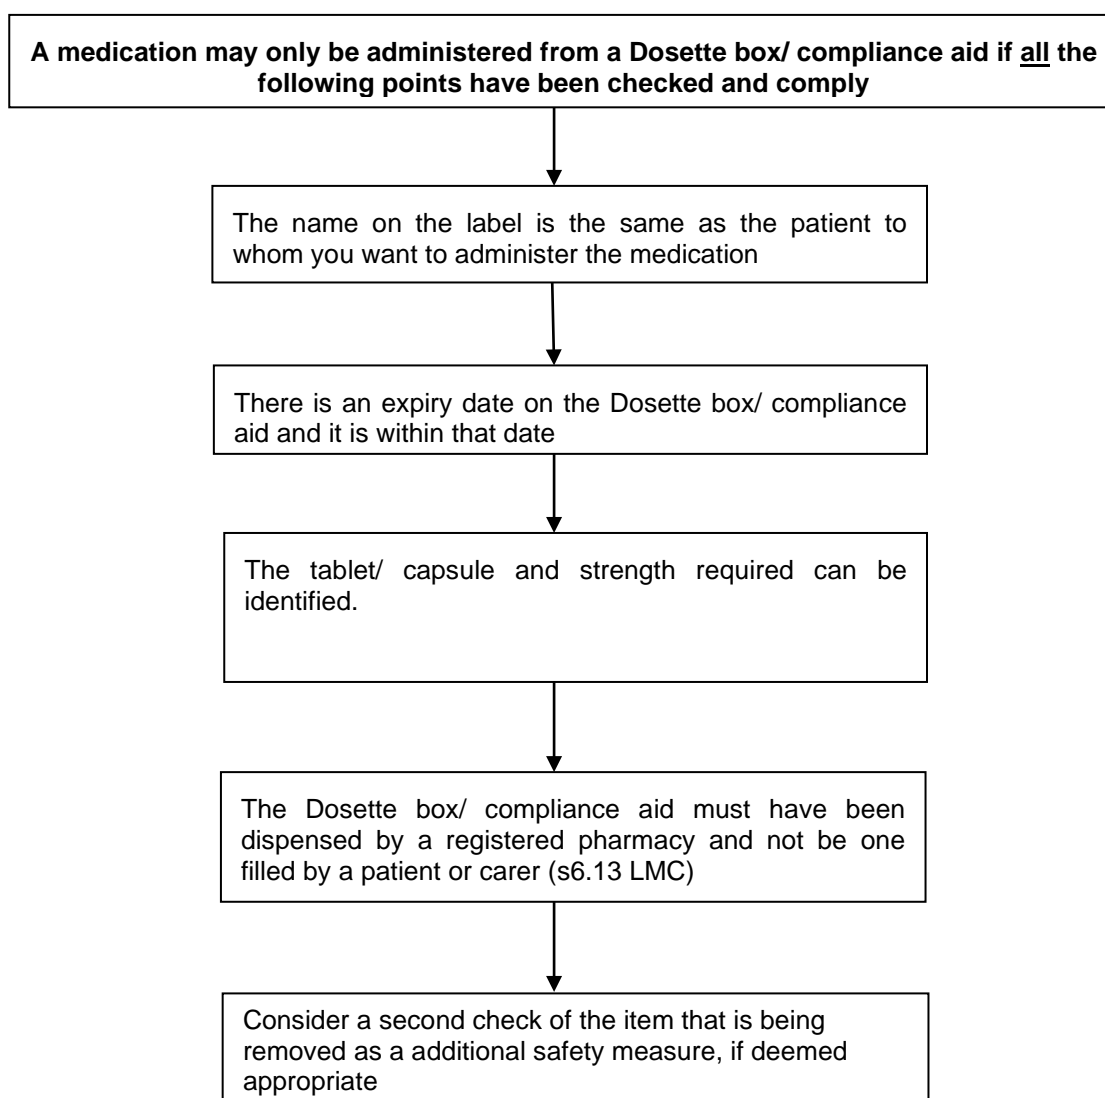 A medication may only be administered from a Dosette box/ compliance aid if all the
following points have been checked and comply
The name on the label is the same as the patient to
whom you want to administer the medication
There is an expiry date on the Dosette box/ compliance
aid and it is within that date
The tablet/ capsule and strength required can be
identified.
The Dosette box/ compliance aid must have been
dispensed by a registered pharmacy and not be one
filled by a patient or carer (s6.13 LMC)
Consider a second check of the item that is being
removed as a additional safety measure, if deemed
appropriate